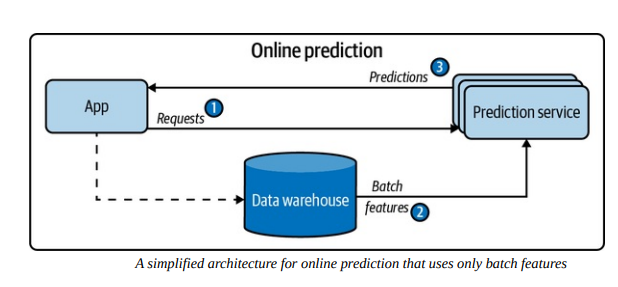 Online prediction
Predictions 3
App
Requests 1
Prediction service
Data warehouse
Batch
features 2
A simplified architecture for online prediction that uses only batch features